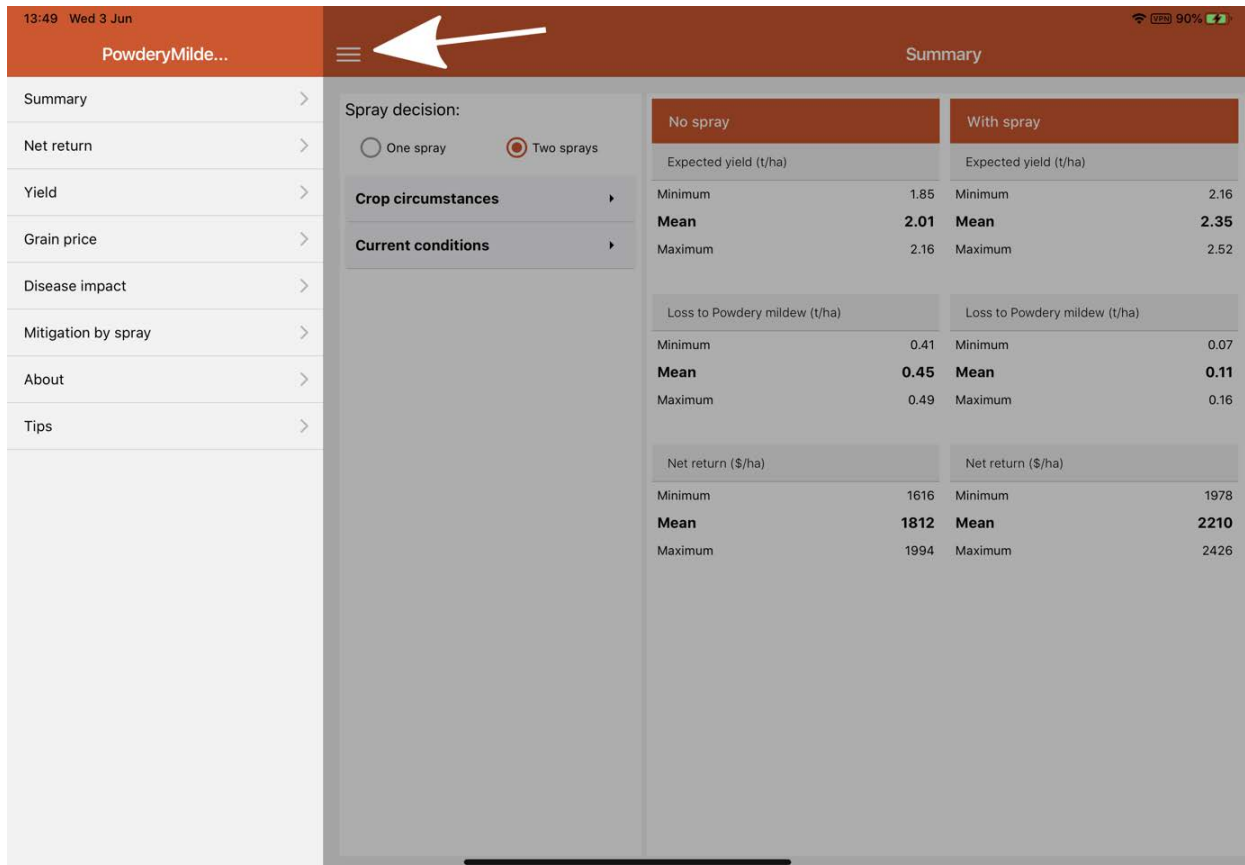 13:49 Wed 3 Jun
VPN 90%
PowderyMilde...
Summary
Summary
Net return
Yield
Grain price
Disease impact
Mitigation by spray
About
Tips
Spray decision:
One spray Two sprays
Crop circumstances
Current conditions
No spray
Expected yield (t/ha)
Minimum 1.85
Mean 2.01
Maximum 2.16
Loss to Powdery mildew (t/ha)
Minimum 0.41
Mean 0.45
Maximum 0.49
Net return ($/ha)
Minimum 1616
Mean 1812
Maximum 1994
With spray
Expected yield (t/ha)
Minimum 2.16
Mean 2.35
Maximum 2.52
Loss to Powdery mildew (t/ha)
Minimum 0.07
Mean 0.11
Maximum 0.16
Net return ($/ha)
Minimum 1978
Mean 2210
Maximum 2426